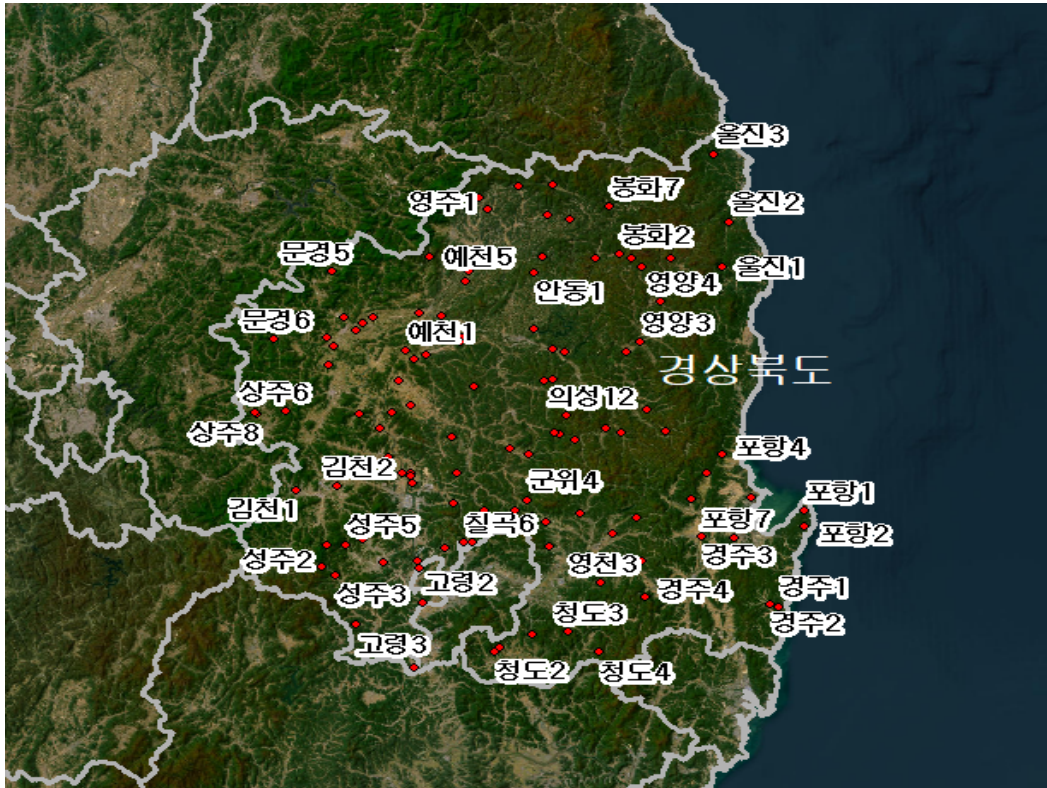 울진3
봉화7
영주1
울진2
봉화2
문경5
예천5
울진1
안동1
영양4
문경6
예천1
영양3
경상북도
상주6
의성12
상주8
포항4
김천2
군위4
포항1
김천1
성주5
칠곡6
포항7
포항2
성주2
경주3
영천3
고령2
성주3
경주4
경주1
청도3
경주2
고령3
청도2
청도4